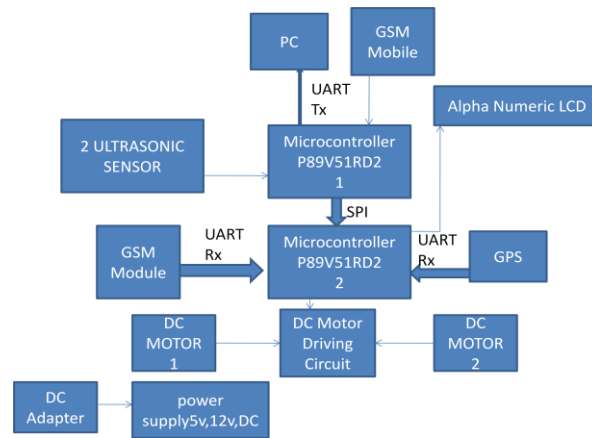 PC
GSM
Mobile
UART
Tx
Alpha Numeric LCD
2 ULTRASONIC
SENSOR
Microcontroller
P89V51RD2
1
SPI
GSM
Module
UART
Rx
Microcontroller
P89V51RD2
2
UART
Rx
GPS
DC
MOTOR
1
DC Motor
Driving
Circuit
DC
MOTOR
2
DC
Adapter
power
supply5v,12v,DC